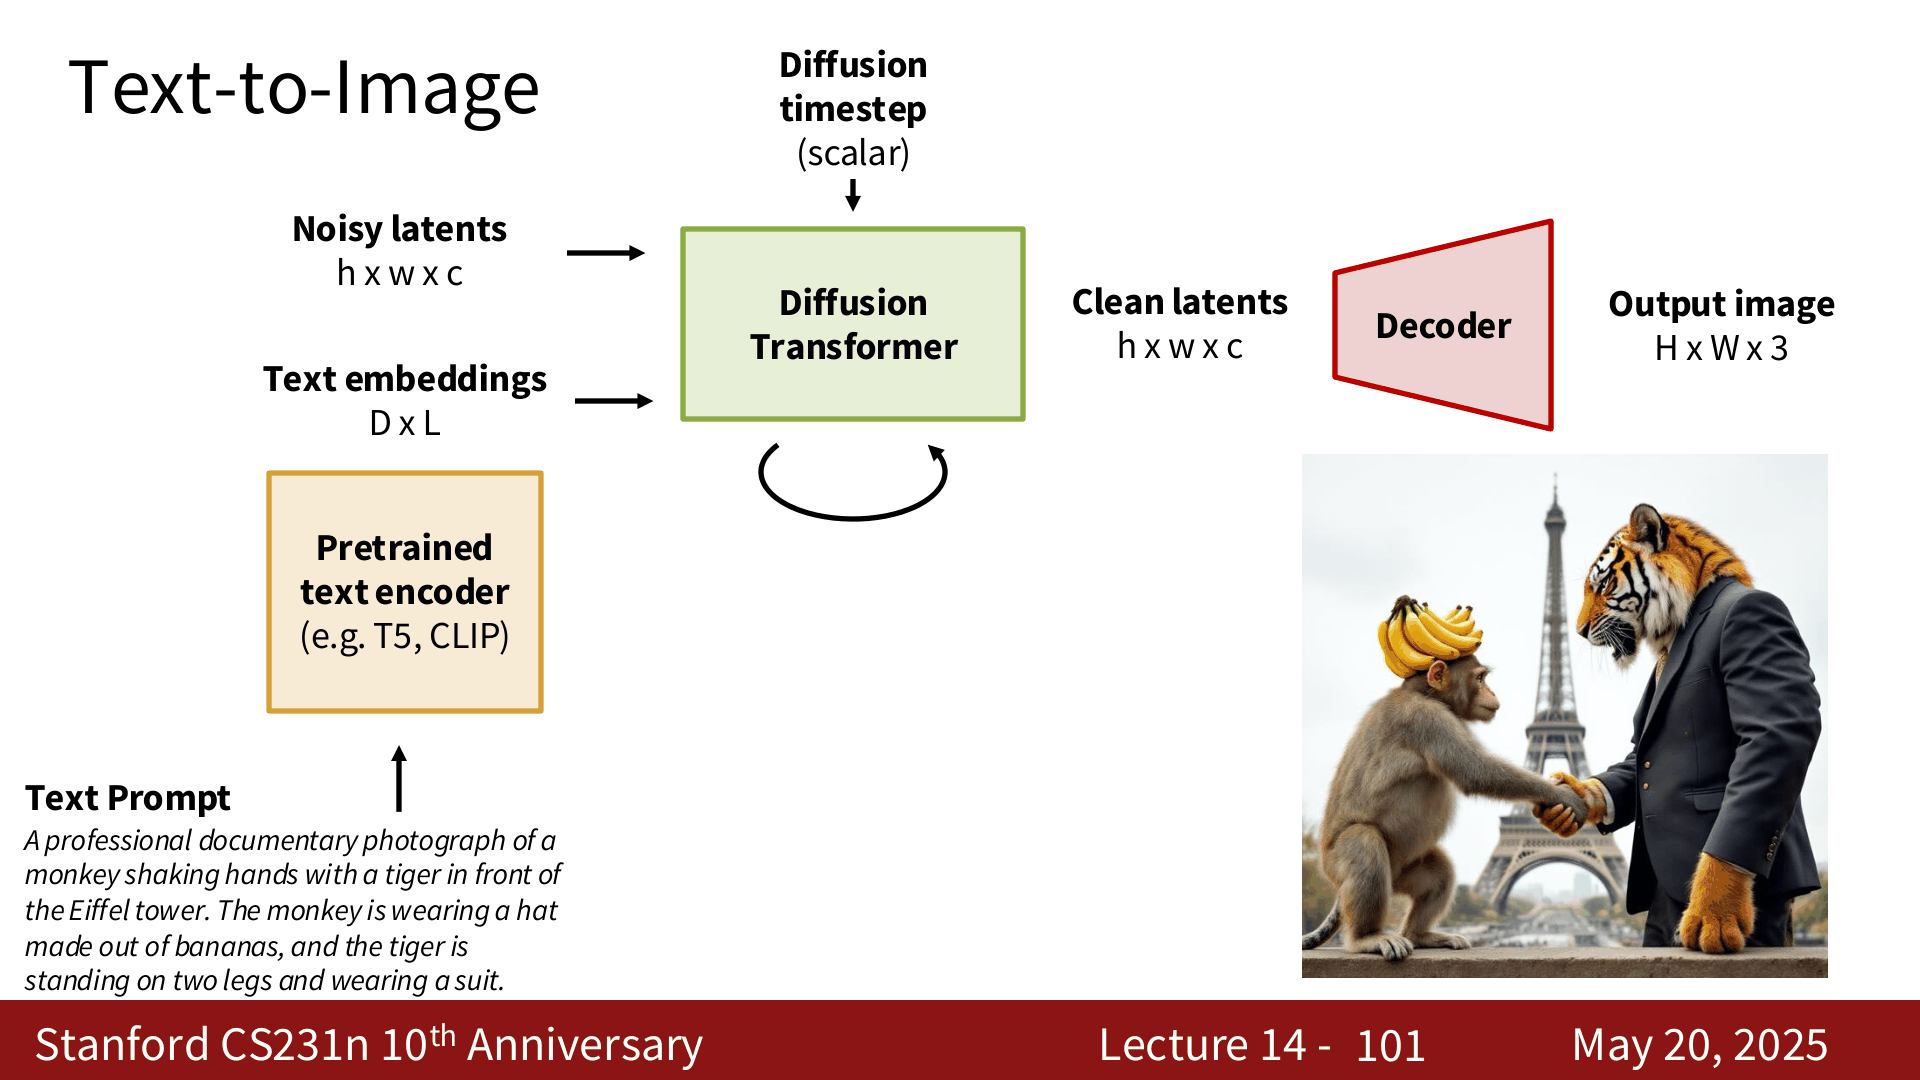 Text-to-Image
Diffusion
timestep
(scalar)
Noisy latents
h x w x c
Text embeddings
D x L
Diffusion
Transformer
Clean latents
h x w x c
Decoder
Output image
H x W x 3
Pretrained
text encoder
(e.g. T5, CLIP)
Text Prompt
A professional documentary photograph of a
monkey shaking hands with a tiger in front of
the Eiffel tower. The monkey is wearing a hat
made out of bananas, and the tiger is
standing on two legs and wearing a suit.
Stanford CS231n 10th Anniversary
Lecture 14 - 101
May 20, 2025